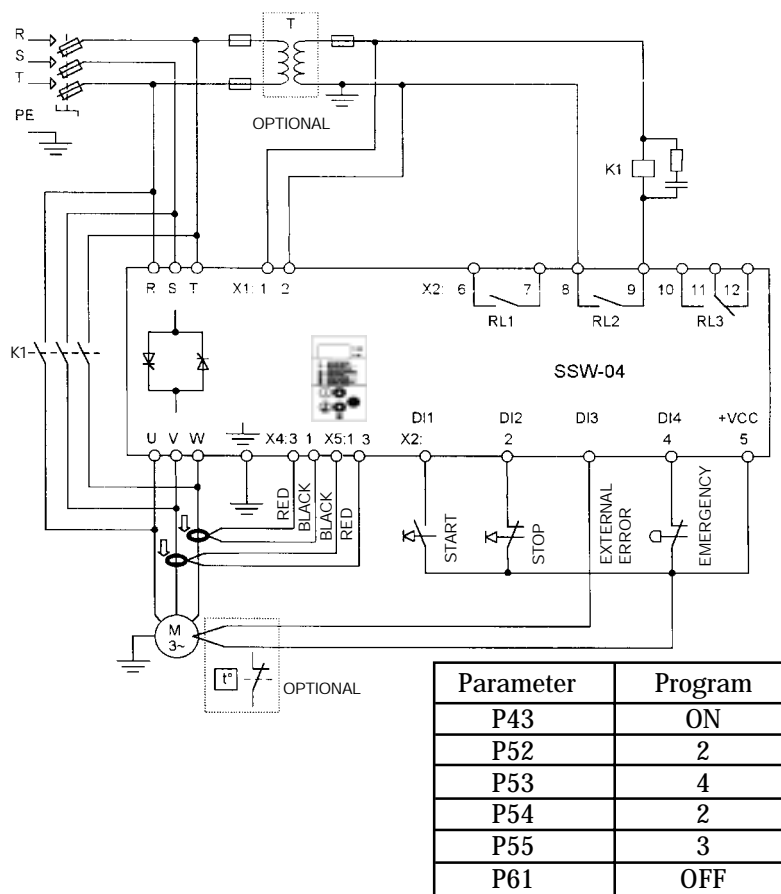 T
R
S
T
PE
OPTIONAL
K1
R S T X1: 1 2 X2: 6 7 8 9 10 11 12
RL1 RL2 RL3
K1
SSW-04
DI1 DI2 DI3 DI4 +VCC
U V W X4:3 1 X5:1 3 X2: 2 4 5
RED
BLACK
BLACK
RED
START
STOP
EXTERNAL
ERROR
EMERGENCY
M
3~
t°
OPTIONAL
Parameter Program
P43 ON
P52 2
P53 4
P54 2
P55 3
P61 OFF